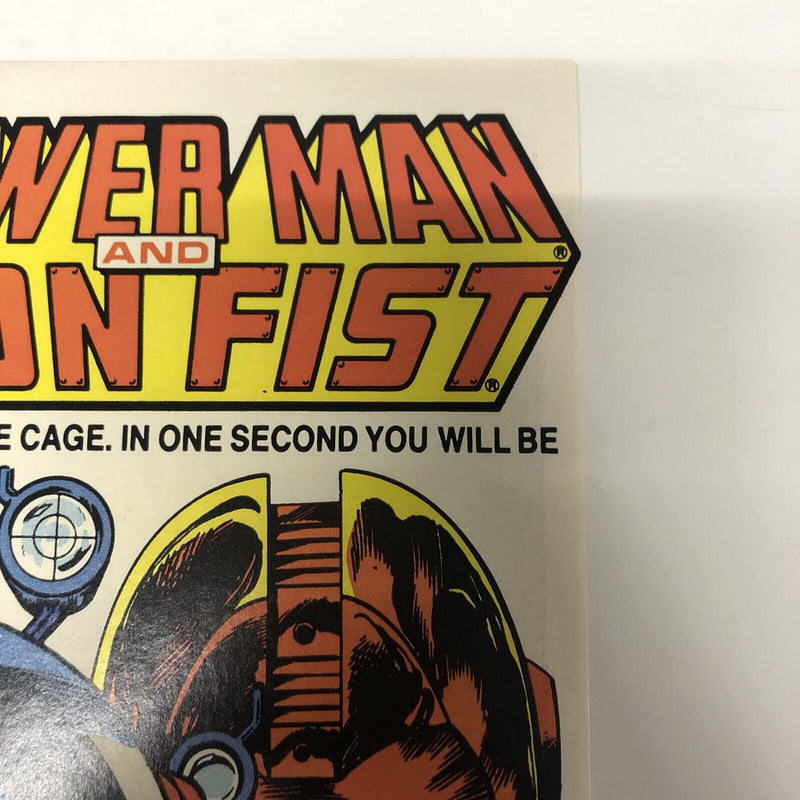 WER MAN
AND
ON FIST
®
®
E CAGE. IN ONE SECOND YOU WILL BE